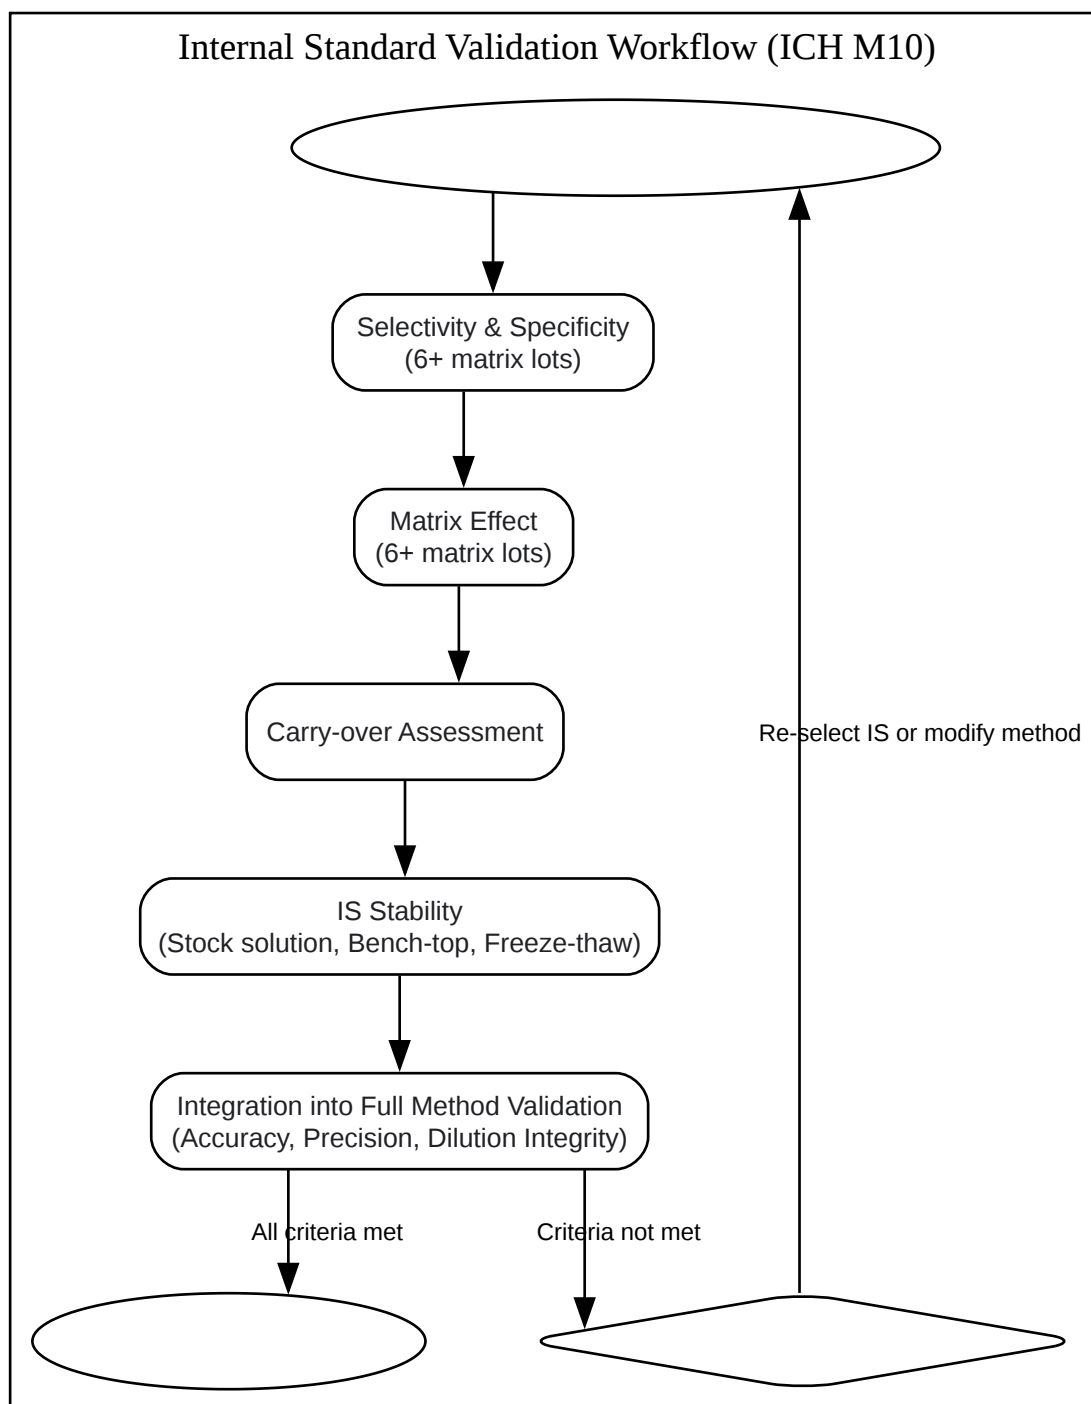 Internal Standard Validation Workflow (ICH M10)
Selectivity & Specificity
(6+ matrix lots)
Matrix Effect
(6+ matrix lots)
Carry-over Assessment
Re-select IS or modify method
IS Stability
(Stock solution, Bench-top, Freeze-thaw)
Integration into Full Method Validation
(Accuracy, Precision, Dilution Integrity)
All criteria met
Criteria not met